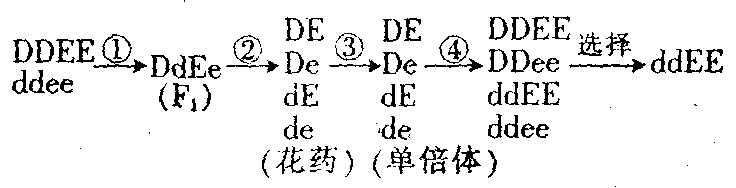 DDEE
ddee
①
DdEe
(F₁)
②
DE
De
dE
de
(花药)
③
DE
De
dE
de
(单倍体)
④
DDEE
DDee
ddEE
ddee
选择
ddEE